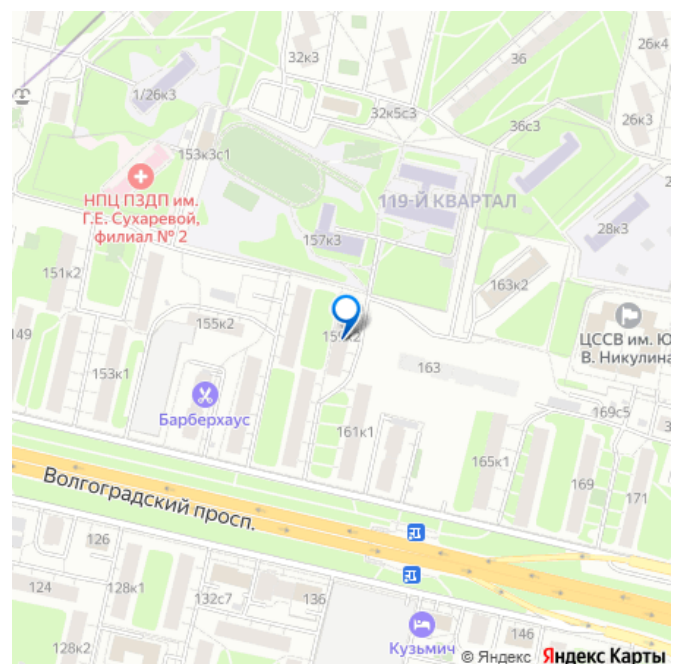 32к3
36
26к4
1/26к3
32к5с3
36с3
26к3
153к3с1
НПЦ ПЗДП им.
Г.Е. Сухаревой,
филиал № 2
119-Й КВАРТАЛ
157к3
28к3
151к2
163к2
149
155к2
ЦССВ им. Ю
В. Никулина
153к1
163
Барберхаус
169с5
161к1
165к1
169
171
Волгоградский просп.
126
124
128к1
132с7
136
128к2
Кузьмич
146
© Яндекс Яндекс Карты